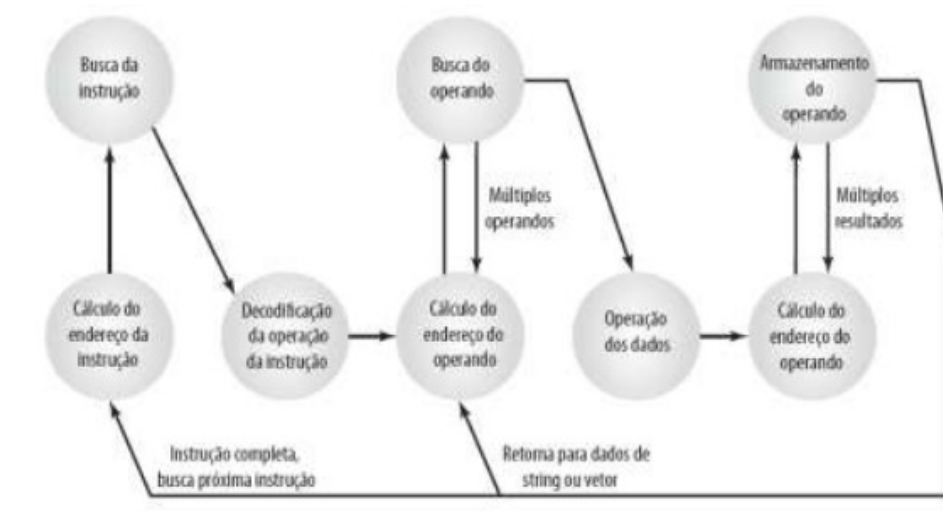 Busca da
instrução
Busca do
operando
Armazenamento
do
operando
Múltiplos
operandos
Múltiplos
resultados
Cálculo do
endereço da
instrução
Decodificação
da operação
da instrução
Cálculo do
endereço do
operando
Operação
dos dados
Cálculo do
endereço do
operando
Instrução completa,
busca próxima instrução
Retorna para dados de
string ou vetor